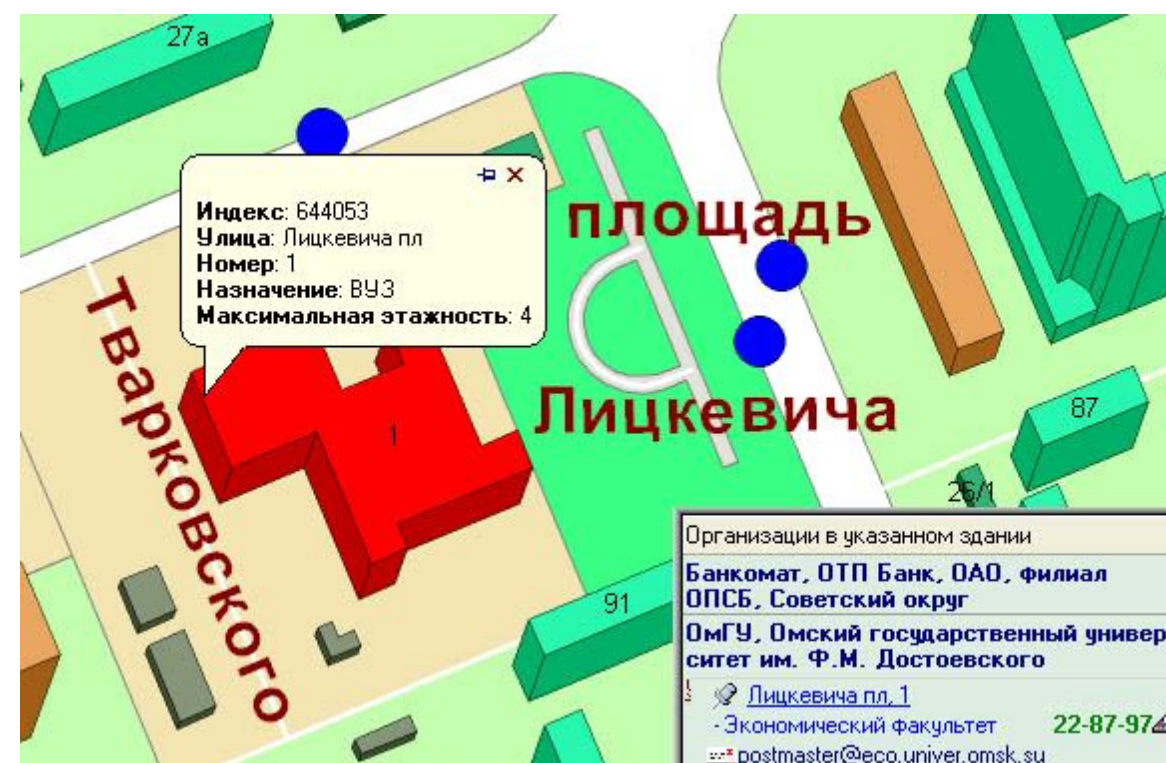 27а
Индекс: 644053
Улица: Лицкевича пл
Номер: 1
Назначение: ВУЗ
Максимальная этажность: 4
площадь
Лицкевича
Тварковского
1
87
26/1
91
Организации в указанном здании
Банкомат, ОТП Банк, ОАО, филиал
ОПСБ, Советский округ
ОмГУ, Омский государственный универ
ситет им. Ф.М. Достоевского
Лицкевича пл, 1
-Экономический факультет 22-87-97
postmaster@eco.univer.omsk.su